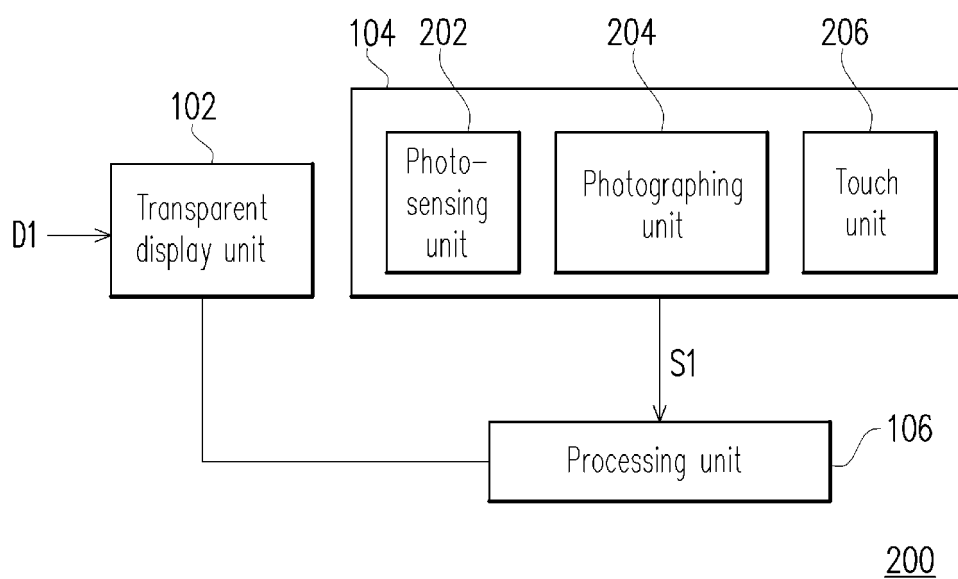 104
202
204
206
102
Photo-
sensing
unit
Photographing
unit
Touch
unit
Transparent
display unit
D1
S1
Processing unit
106
200